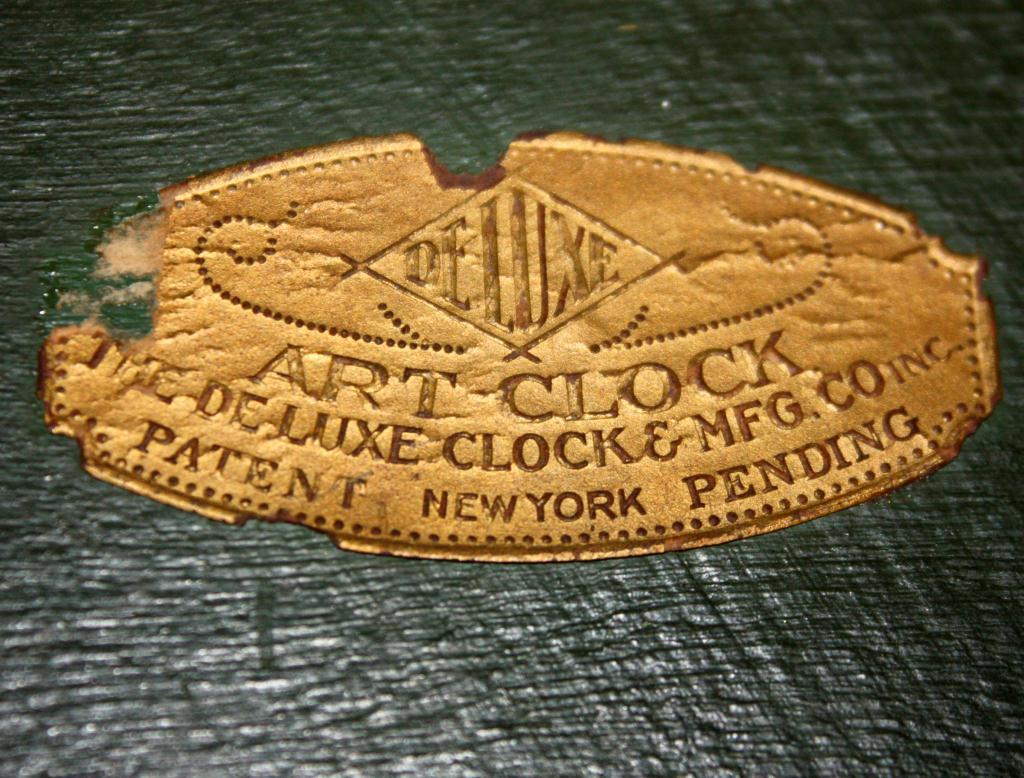 DE LUXE
ART CLOCK
THE DE LUXE CLOCK & MFG. CO INC.
PATENT NEW YORK PENDING